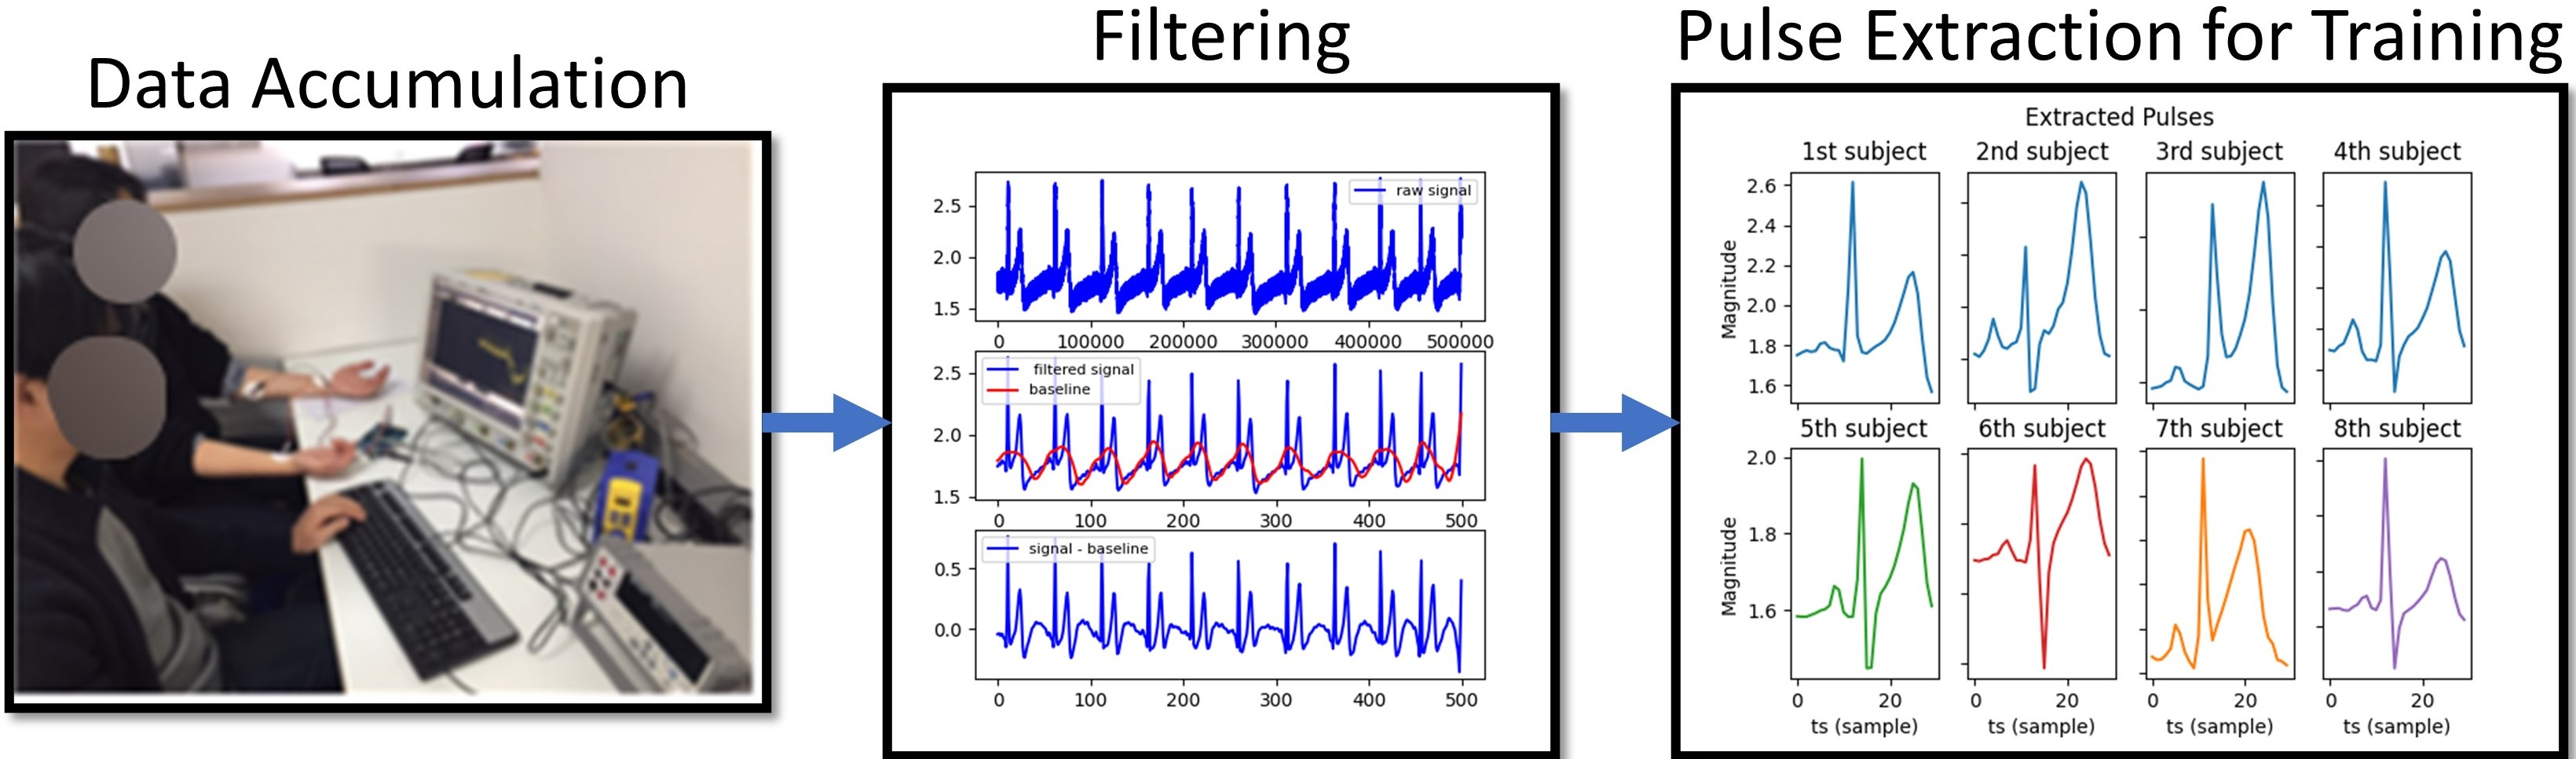 Data Accumulation
Filtering
Pulse Extraction for Training
raw signal
2.5
2.0
1.5
0 100000 200000 300000 400000 500000
filtered signal
baseline
2.5
2.0
1.5
0 100 200 300 400 500
signal - baseline
0.5
0.0
0 100 200 300 400 500
Extracted Pulses
1st subject 2nd subject 3rd subject 4th subject
Magnitude
2.6
2.4
2.2
2.0
1.8
1.6
5th subject 6th subject 7th subject 8th subject
Magnitude
2.0
1.8
1.6
0 20 0 20 0 20 0 20
ts (sample) ts (sample) ts (sample) ts (sample)